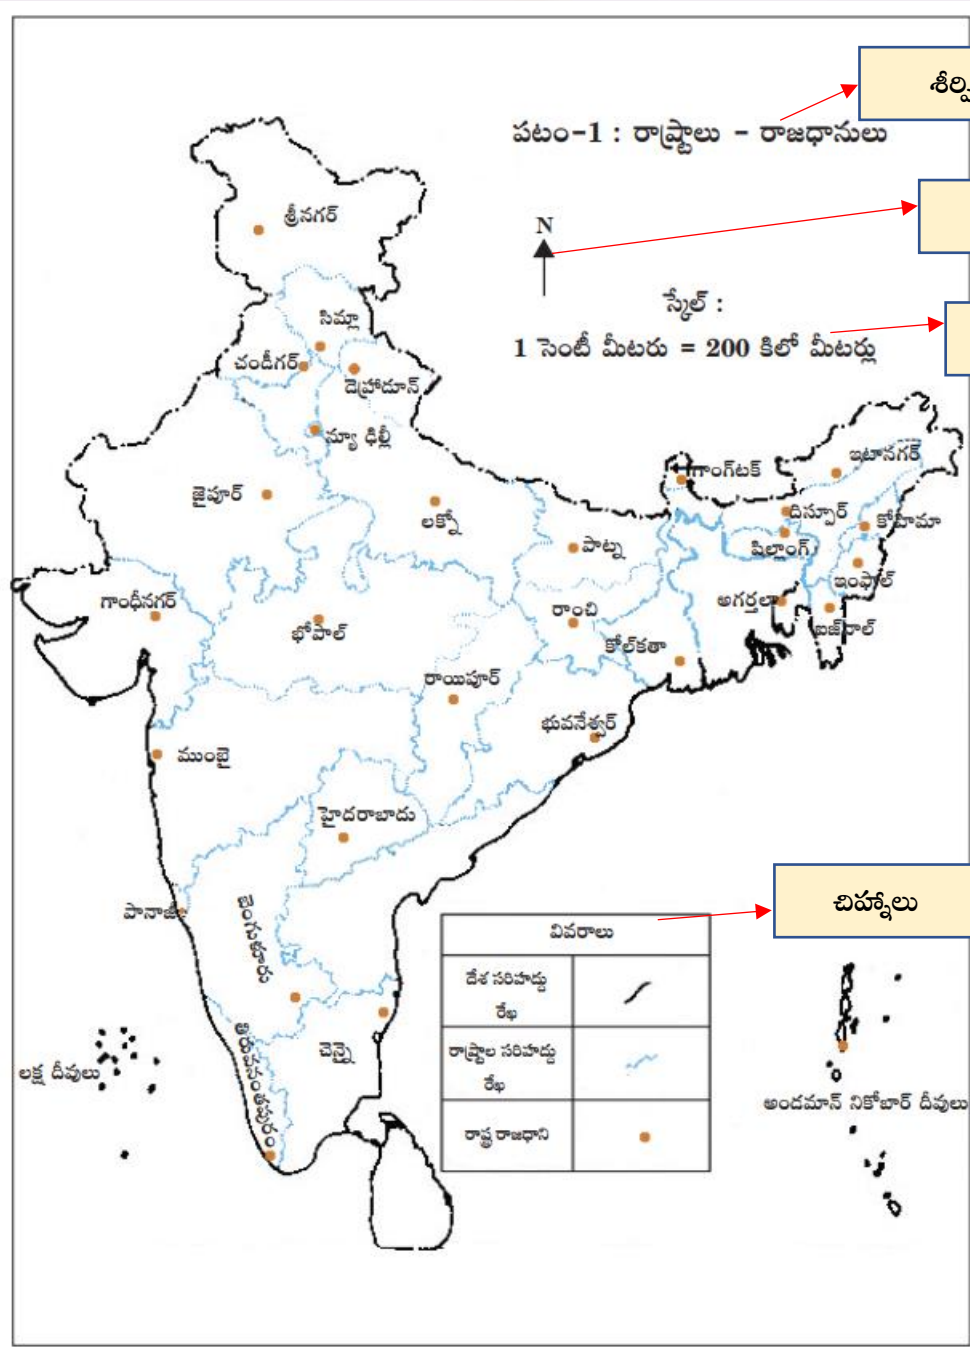 పటం-1 : రాష్ట్రాలు - రాజధానులు
శ్రీనగర్
N
స్కేల్ :
1 సెంటీ మీటరు = 200 కిలో మీటర్లు
సిమ్లా
చండీగర్
దెహ్రాడూన్
న్యూ ఢిల్లీ
గాంగ్‌టక్
ఇటానగర్
జైపూర్
లక్నో
దిస్పూర్
కోహిమా
పాట్న
షిల్లాంగ్
ఇంఫాల్
గాంధీనగర్
రాంచి
అగర్తలా
భోపాల్
ఐజ్‌రాల్
కోల్‌కతా
రాయిపూర్
భువనేశ్వర్
ముంబై
హైదరాబాదు
చిహ్నాలు
పానాజీ
బెంగుళూరు
వివరాలు
దేశ సరిహద్దు
రేఖ
రాష్ట్రాల సరిహద్దు
రేఖ
రాష్ట్ర రాజధాని
చెన్నై
తిరువనంతపురం
లక్ష దీవులు
అండమాన్ నికోబార్ దీవులు